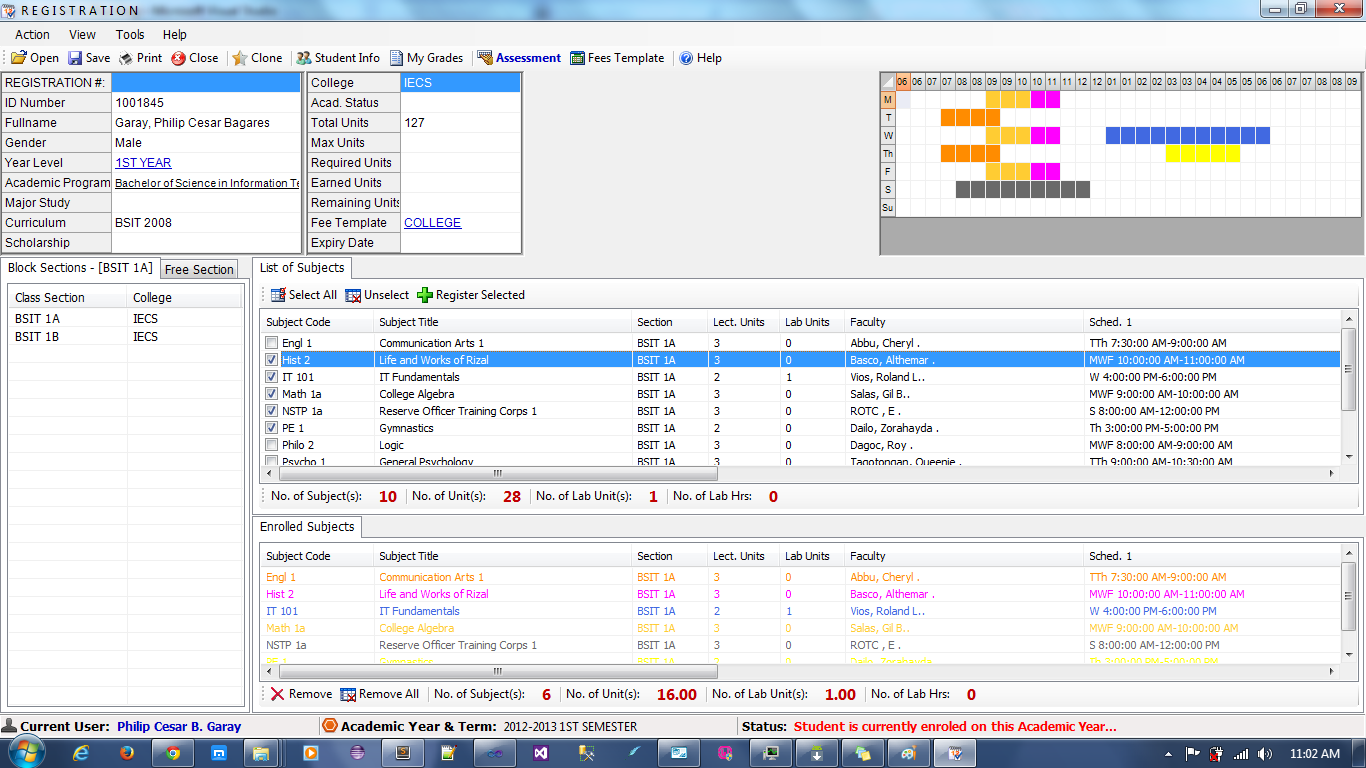 REGISTRATION
Action View Tools Help
Open Save Print Close Clone Student Info My Grades Assessment Fees Template Help
REGISTRATION #:
ID Number 1001845
Fullname Garay, Philip Cesar Bagares
Gender Male
Year Level 1ST YEAR
Academic Program Bachelor of Science in Information Te
Major Study
Curriculum BSIT 2008
Scholarship
College IECS
Acad. Status
Total Units 127
Max Units
Required Units
Earned Units
Remaining Units
Fee Template COLLEGE
Expiry Date
06 06 07 07 08 08 09 09 10 10 11 11 12 12 01 01 02 02 03 03 04 04 05 05 06 06 07 07 08 08 09
M
T
W
Th
F
S
Su
Block Sections - [BSIT 1A] Free Section
Class Section College
BSIT 1A IECS
BSIT 1B IECS
List of Subjects
Select All Unselect Register Selected
Subject Code Subject Title Section Lect. Units Lab Units Faculty Sched. 1
Engl 1 Communication Arts 1 BSIT 1A 3 0 Abbu, Cheryl . TTh 7:30:00 AM-9:00:00 AM
Hist 2 Life and Works of Rizal BSIT 1A 3 0 Basco, Althemar . MWF 10:00:00 AM-11:00:00 AM
IT 101 IT Fundamentals BSIT 1A 2 1 Vios, Roland L.. W 4:00:00 PM-6:00:00 PM
Math 1a College Algebra BSIT 1A 3 0 Salas, Gil B.. MWF 9:00:00 AM-10:00:00 AM
NSTP 1a Reserve Officer Training Corps 1 BSIT 1A 3 0 ROTC , E . S 8:00:00 AM-12:00:00 PM
PE 1 Gymnastics BSIT 1A 2 0 Dailo, Zorahayda . Th 3:00:00 PM-5:00:00 PM
Philo 2 Logic BSIT 1A 3 0 Dagoc, Roy . MWF 8:00:00 AM-9:00:00 AM
Psycho 1 General Psychology BSIT 1A 3 0 Tagotongan, Queenie . TTh 9:00:00 AM-10:30:00 AM
No. of Subject(s): 10 No. of Unit(s): 28 No. of Lab Unit(s): 1 No. of Lab Hrs: 0
Enrolled Subjects
Subject Code Subject Title Section Lect. Units Lab Units Faculty Sched. 1
Engl 1 Communication Arts 1 BSIT 1A 3 0 Abbu, Cheryl . TTh 7:30:00 AM-9:00:00 AM
Hist 2 Life and Works of Rizal BSIT 1A 3 0 Basco, Althemar . MWF 10:00:00 AM-11:00:00 AM
IT 101 IT Fundamentals BSIT 1A 2 1 Vios, Roland L.. W 4:00:00 PM-6:00:00 PM
Math 1a College Algebra BSIT 1A 3 0 Salas, Gil B.. MWF 9:00:00 AM-10:00:00 AM
NSTP 1a Reserve Officer Training Corps 1 BSIT 1A 3 0 ROTC , E . S 8:00:00 AM-12:00:00 PM
PE 1 Gymnastics BSIT 1A 2 0 Dailo, Zorahayda . Th 3:00:00 PM-5:00:00 PM
Remove Remove All No. of Subject(s): 6 No. of Unit(s): 16.00 No. of Lab Unit(s): 1.00 No. of Lab Hrs: 0
Current User: Philip Cesar B. Garay Academic Year & Term: 2012-2013 1ST SEMESTER Status: Student is currently enroled on this Academic Year...
11:02 AM